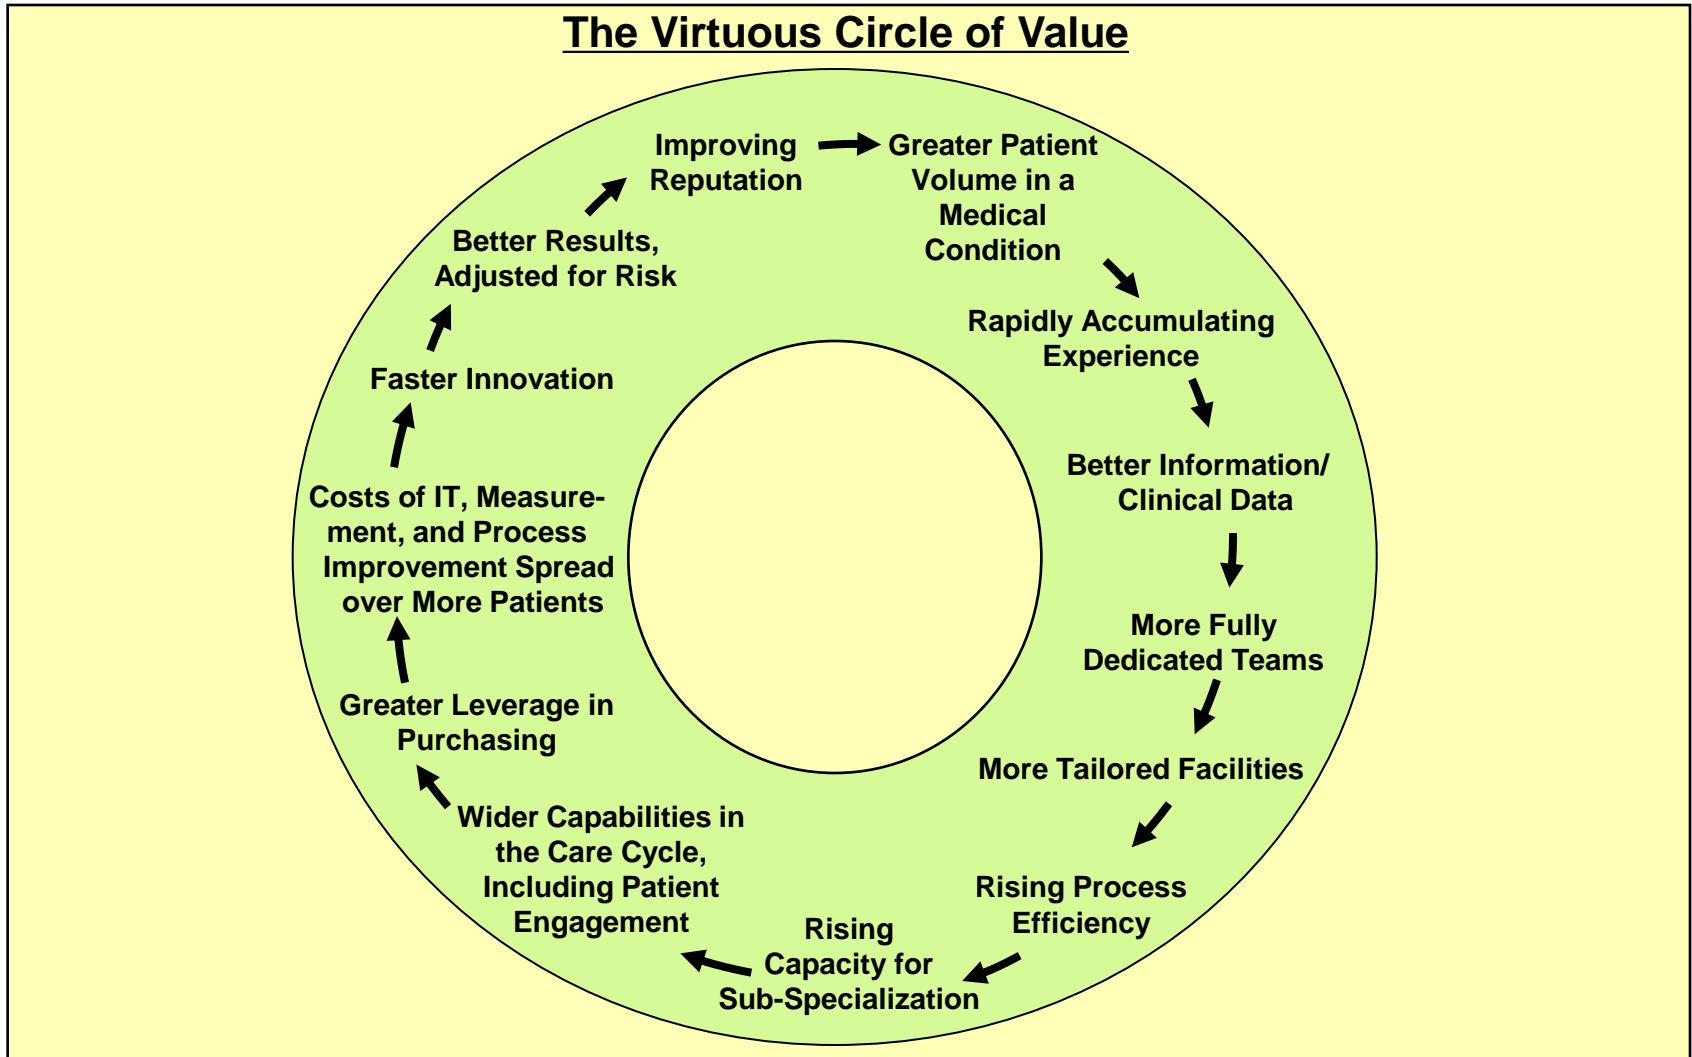 The Virtuous Circle of Value
Improving
Reputation
Greater Patient
Volume in a
Medical
Condition
Rapidly Accumulating
Experience
Better Information/
Clinical Data
More Fully
Dedicated Teams
More Tailored Facilities
Rising Process
Efficiency
Rising
Capacity for
Sub-Specialization
Wider Capabilities in
the Care Cycle,
Including Patient
Engagement
Greater Leverage in
Purchasing
Costs of IT, Measure-
ment, and Process
Improvement Spread
over More Patients
Faster Innovation
Better Results,
Adjusted for Risk